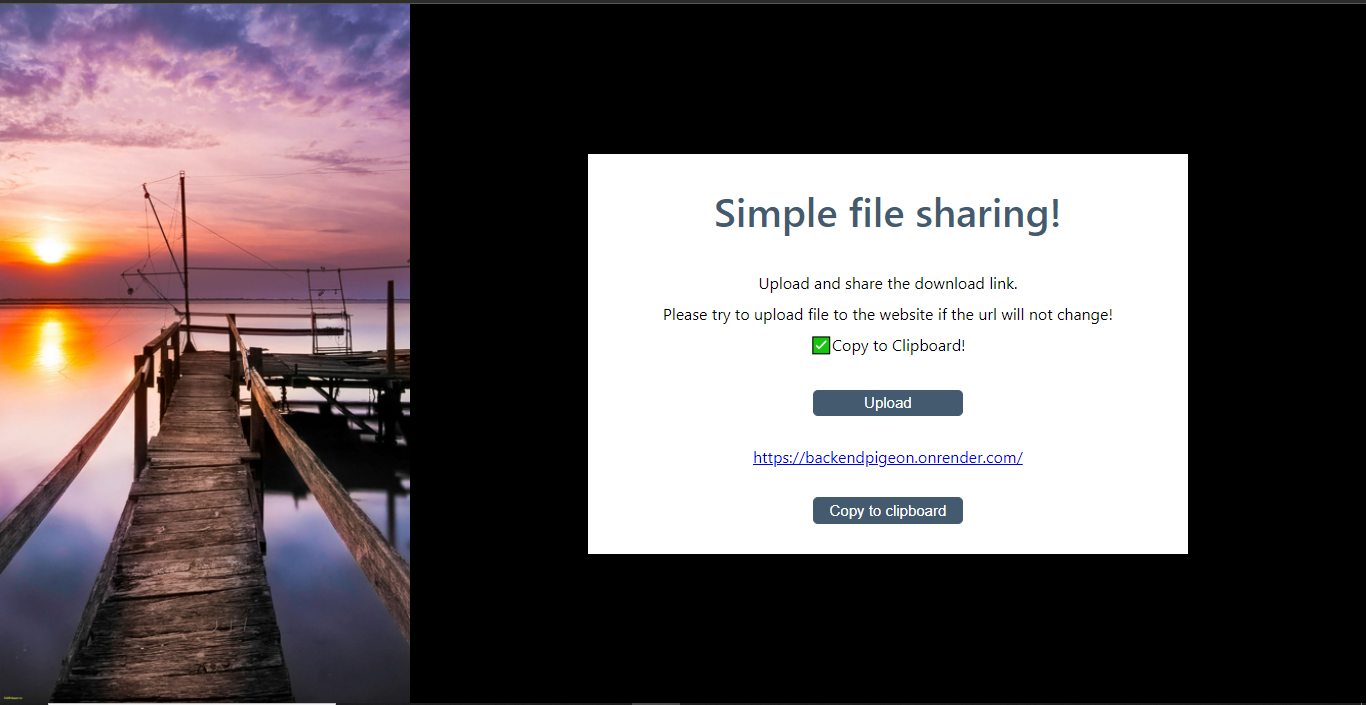 Simple file sharing!
Upload and share the download link.
Please try to upload file to the website if the url will not change!
✅Copy to Clipboard!
Upload
https://backendpigeon.onrender.com/
Copy to clipboard